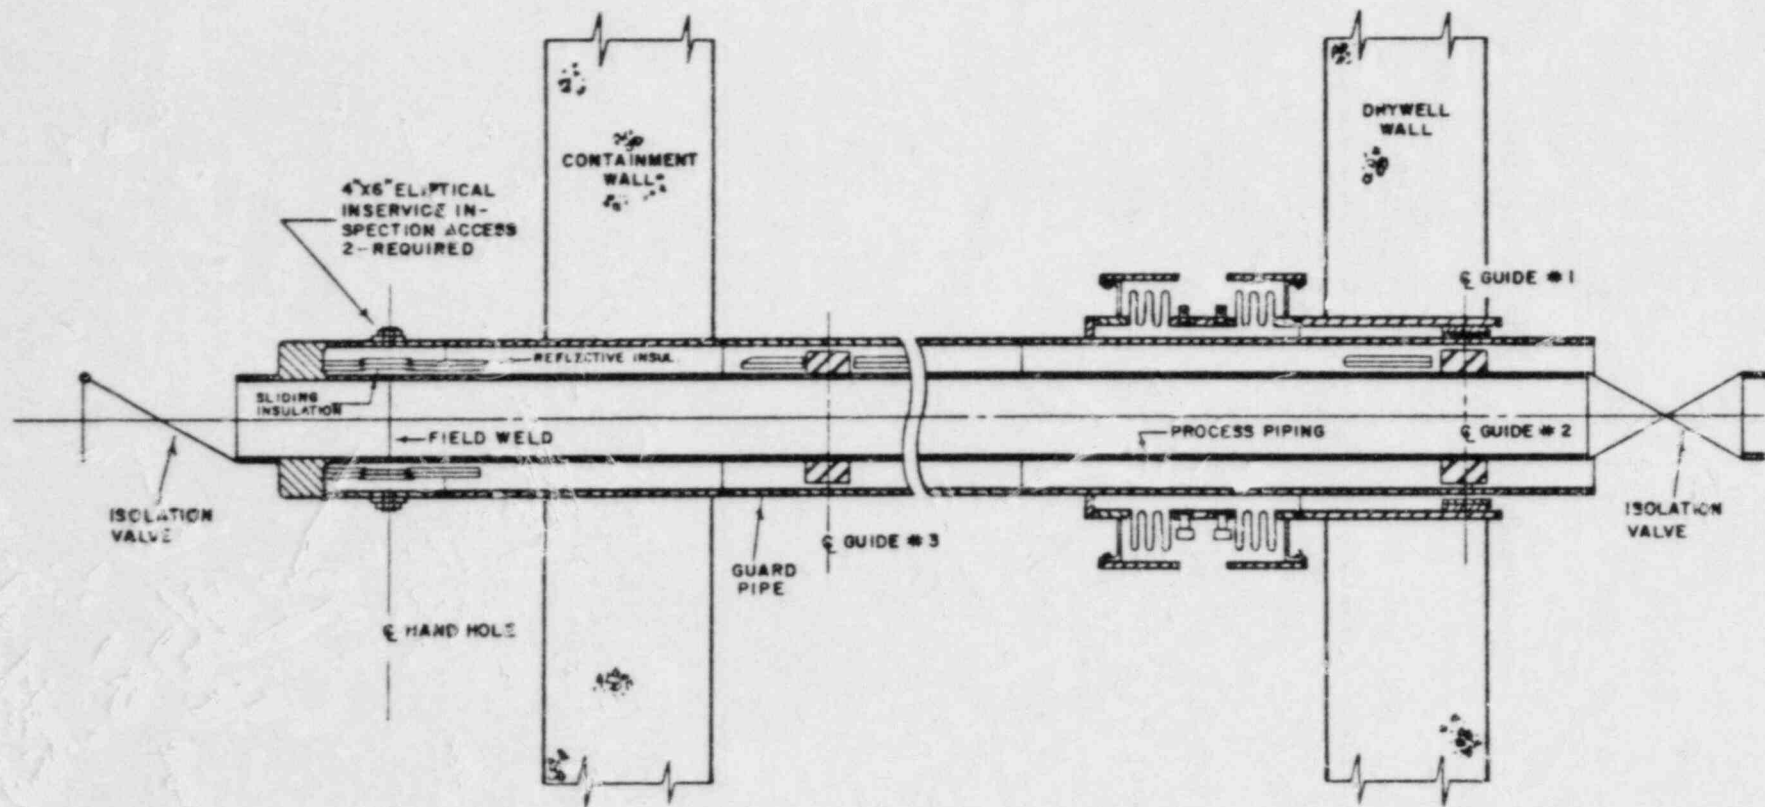 DRYWELL
WALL
CONTAINMENT
WALL
4"X6" ELIPTICAL
INSERVICE IN-
SPECTION ACCESS
2-REQUIRED
℄ GUIDE #1
REFLECTIVE INSUL.
SLIDING
INSULATION
FIELD WELD
PROCESS PIPING
℄ GUIDE #2
ISOLATION
VALVE
ISOLATION
VALVE
℄ GUIDE #3
GUARD
PIPE
℄ HAND HOLE